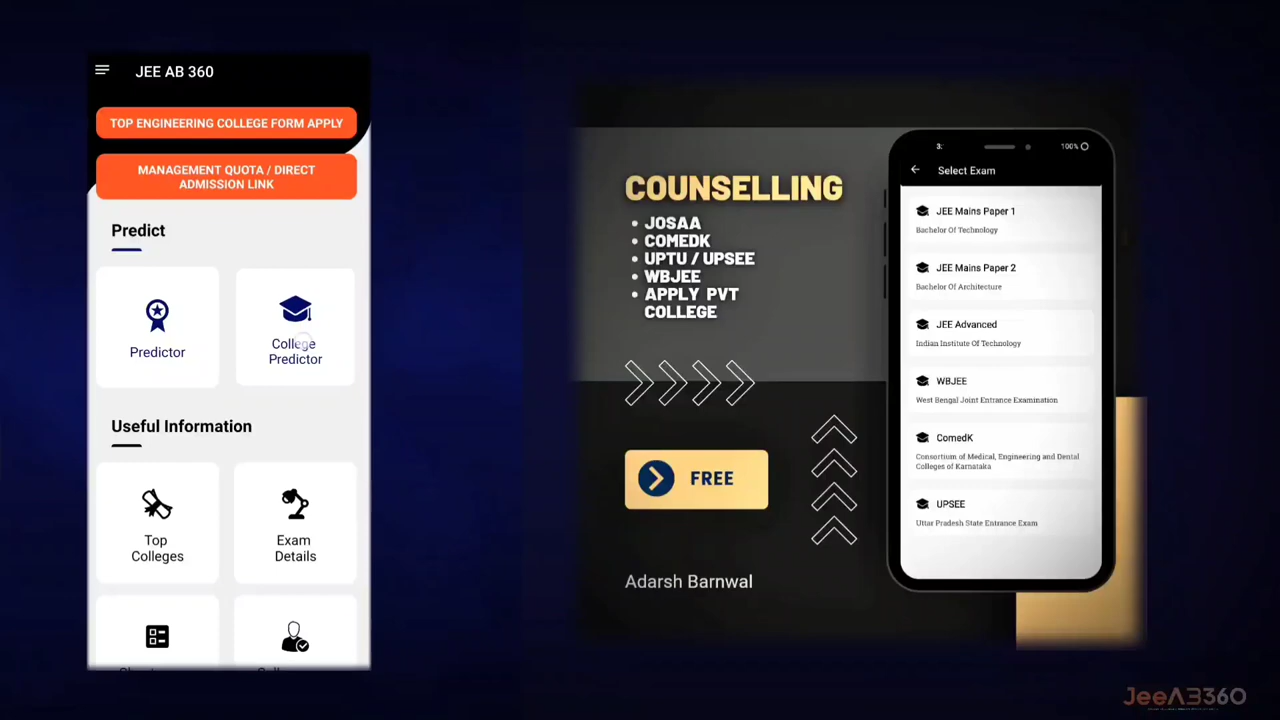 JEE AB 360
TOP ENGINEERING COLLEGE FORM APPLY
MANAGEMENT QUOTA / DIRECT
ADMISSION LINK
Predict
Predictor
College
Predictor
Useful Information
Top
Colleges
Exam
Details
COUNSELLING
• JOSAA
• COMEDK
• UPTU / UPSEE
• WBJEE
• APPLY PVT
COLLEGE
FREE
Adarsh Barnwal
3:
100%
Select Exam
JEE Mains Paper 1
Bachelor Of Technology
JEE Mains Paper 2
Bachelor Of Architecture
JEE Advanced
Indian Institute Of Technology
WBJEE
West Bengal Joint Entrance Examination
ComedK
Consortium of Medical, Engineering and Dental
Colleges of Karnataka
UPSEE
Uttar Pradesh State Entrance Exam
JeeAB360